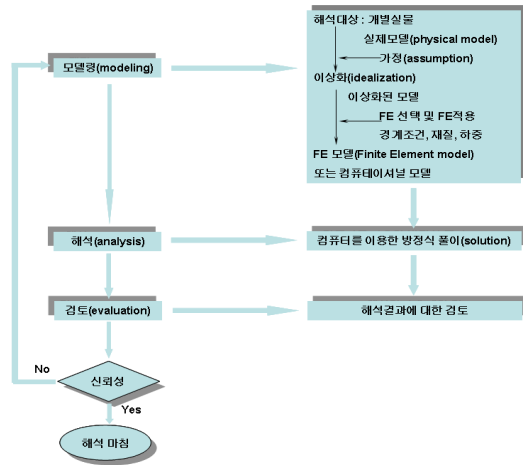 해석대상 : 개별실물
실제모델(physical model)
모델링(modeling)
가정(assumption)
이상화(idealization)
이상화된 모델
FE 선택 및 FE적용
경계조건, 재질, 하중
FE 모델(Finite Element model)
또는 컴퓨테이셔널 모델
해석(analysis)
컴퓨터를 이용한 방정식 풀이(solution)
검토(evaluation)
해석결과에 대한 검토
No
신뢰성
Yes
해석 마침